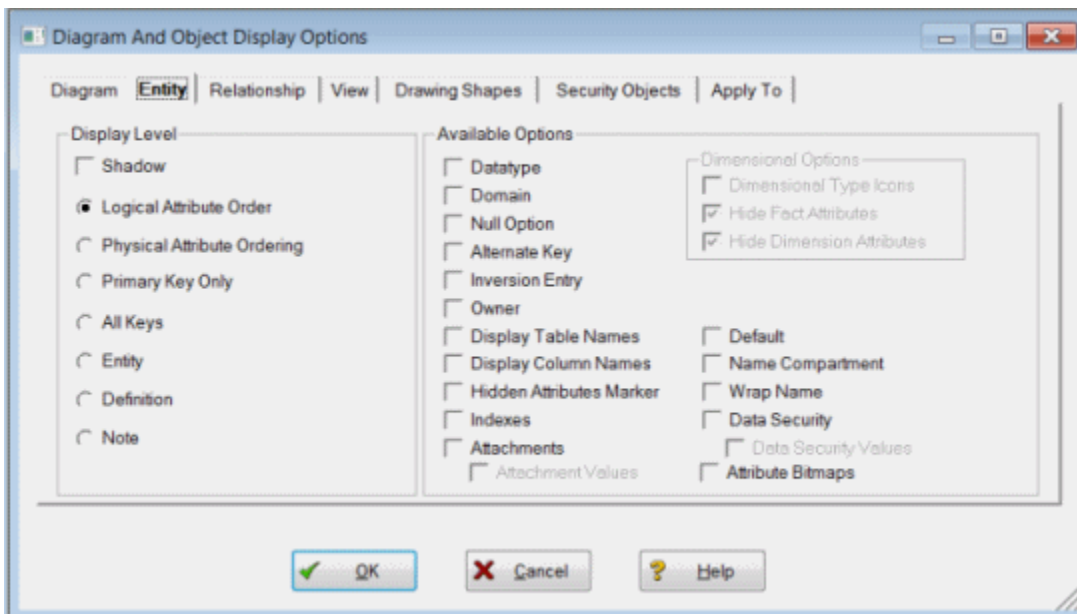 Diagram And Object Display Options
Diagram Entity Relationship View Drawing Shapes Security Objects Apply To
Display Level
Shadow
Logical Attribute Order
Physical Attribute Ordering
Primary Key Only
All Keys
Entity
Definition
Note
Available Options
Datatype
Domain
Null Option
Alternate Key
Inversion Entry
Owner
Display Table Names
Display Column Names
Hidden Attributes Marker
Indexes
Attachments
Attachment Values
Dimensional Options
Dimensional Type Icons
Hide Fact Attributes
Hide Dimension Attributes
Default
Name Compartment
Wrap Name
Data Security
Data Security Values
Attribute Bitmaps
OK Cancel Help